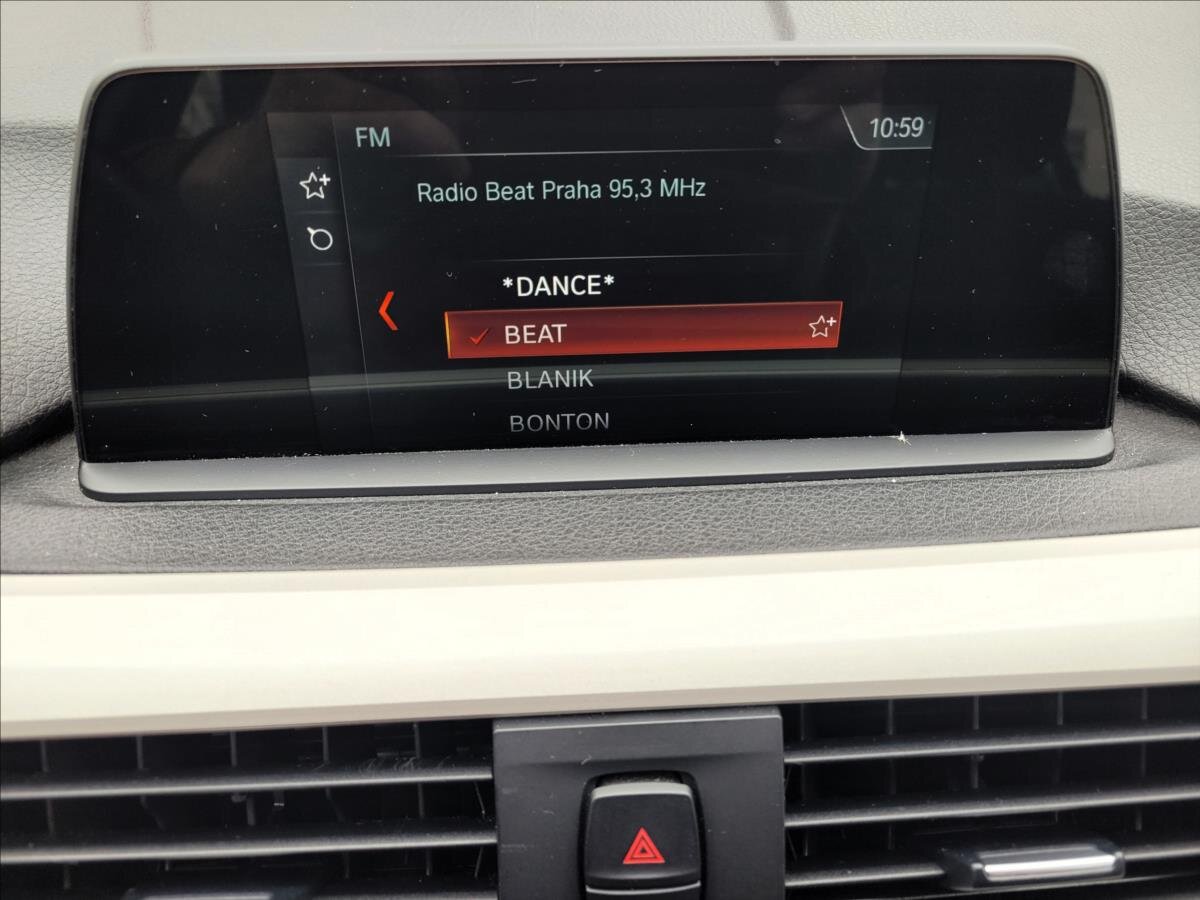 FM
10:59
Radio Beat Praha 95,3 MHz
*DANCE*
BEAT
BLANIK
BONTON